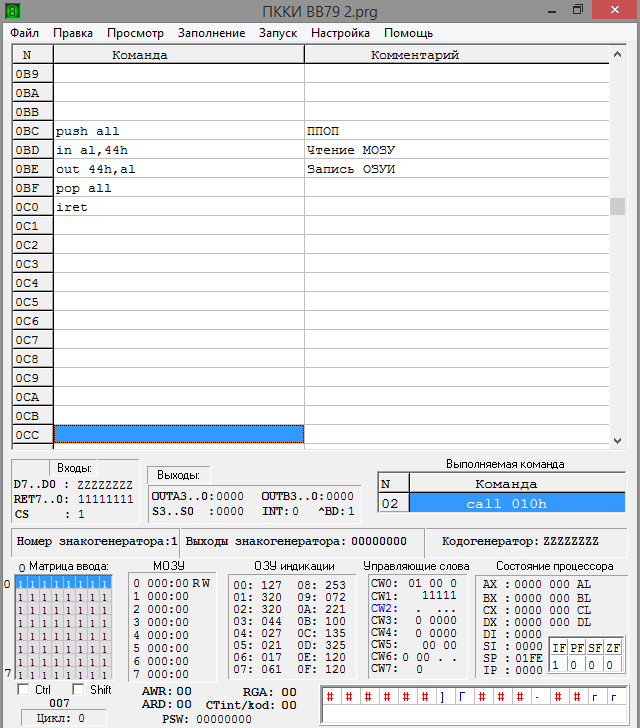 ПККИ ВВ79 2.prg
Файл Правка Просмотр Заполнение Запуск Настройка Помощь
N Команда Комментарий
0B9
0BA
0BB
0BC push all ППОП
0BD in al,44h Чтение МОЗУ
0BE out 44h,al Запись ОЗУИ
0BF pop all
0C0 iret
0C1
0C2
0C3
0C4
0C5
0C6
0C7
0C8
0C9
0CA
0CB
0CC
Входы:
D7..D0 : ZZZZZZZZ
RET7..0: 11111111
CS : 1
Выходы:
OUTA3..0:0000 OUTB3..0:0000
S3..S0 :0000 INT:0 ^BD:1
Выполняемая команда
N Команда
02 call 010h
Номер знакогенератора:1 Выходы знакогенератора: 00000000 Кодогенератор: ZZZZZZZZ
0 Матрица ввода:
0 1 1 1 1 1 1 1 1
1 1 1 1 1 1 1 1
1 1 1 1 1 1 1 1
1 1 1 1 1 1 1 1
1 1 1 1 1 1 1 1
1 1 1 1 1 1 1 1
1 1 1 1 1 1 1 1
7 1 1 1 1 1 1 1 1
Ctrl Shift
007
Цикл: 0
МОЗУ
0 000:00 R W
1 000:00
2 000:00
3 000:00
4 000:00
5 000:00
6 000:00
7 000:00
ОЗУ индикации
00: 127 08: 253
01: 320 09: 072
02: 320 0A: 221
03: 044 0B: 100
04: 027 0C: 135
05: 021 0D: 325
06: 017 0E: 120
07: 061 0F: 120
Управляющие слова
CW0: 01 00 0
CW1: 11111
CW2: . ...
CW3: 0 0000
CW4: 0 0000
CW5: 00 00
CW6: 0 00 . .
CW7: 0
Состояние процессора
AX : 0000 000 AL
BX : 0000 000 BL
CX : 0000 000 CL
DX : 0000 000 DL
DI : 0000
SI : 0000
SP : 01FE
IP : 0000
IF PF SF ZF
1 0 0 0
AWR: 00 RGA: 00
ARD: 00 CTint/kod: 00
PSW: 00000000
# # # # # # ] Г # # # - # # г г